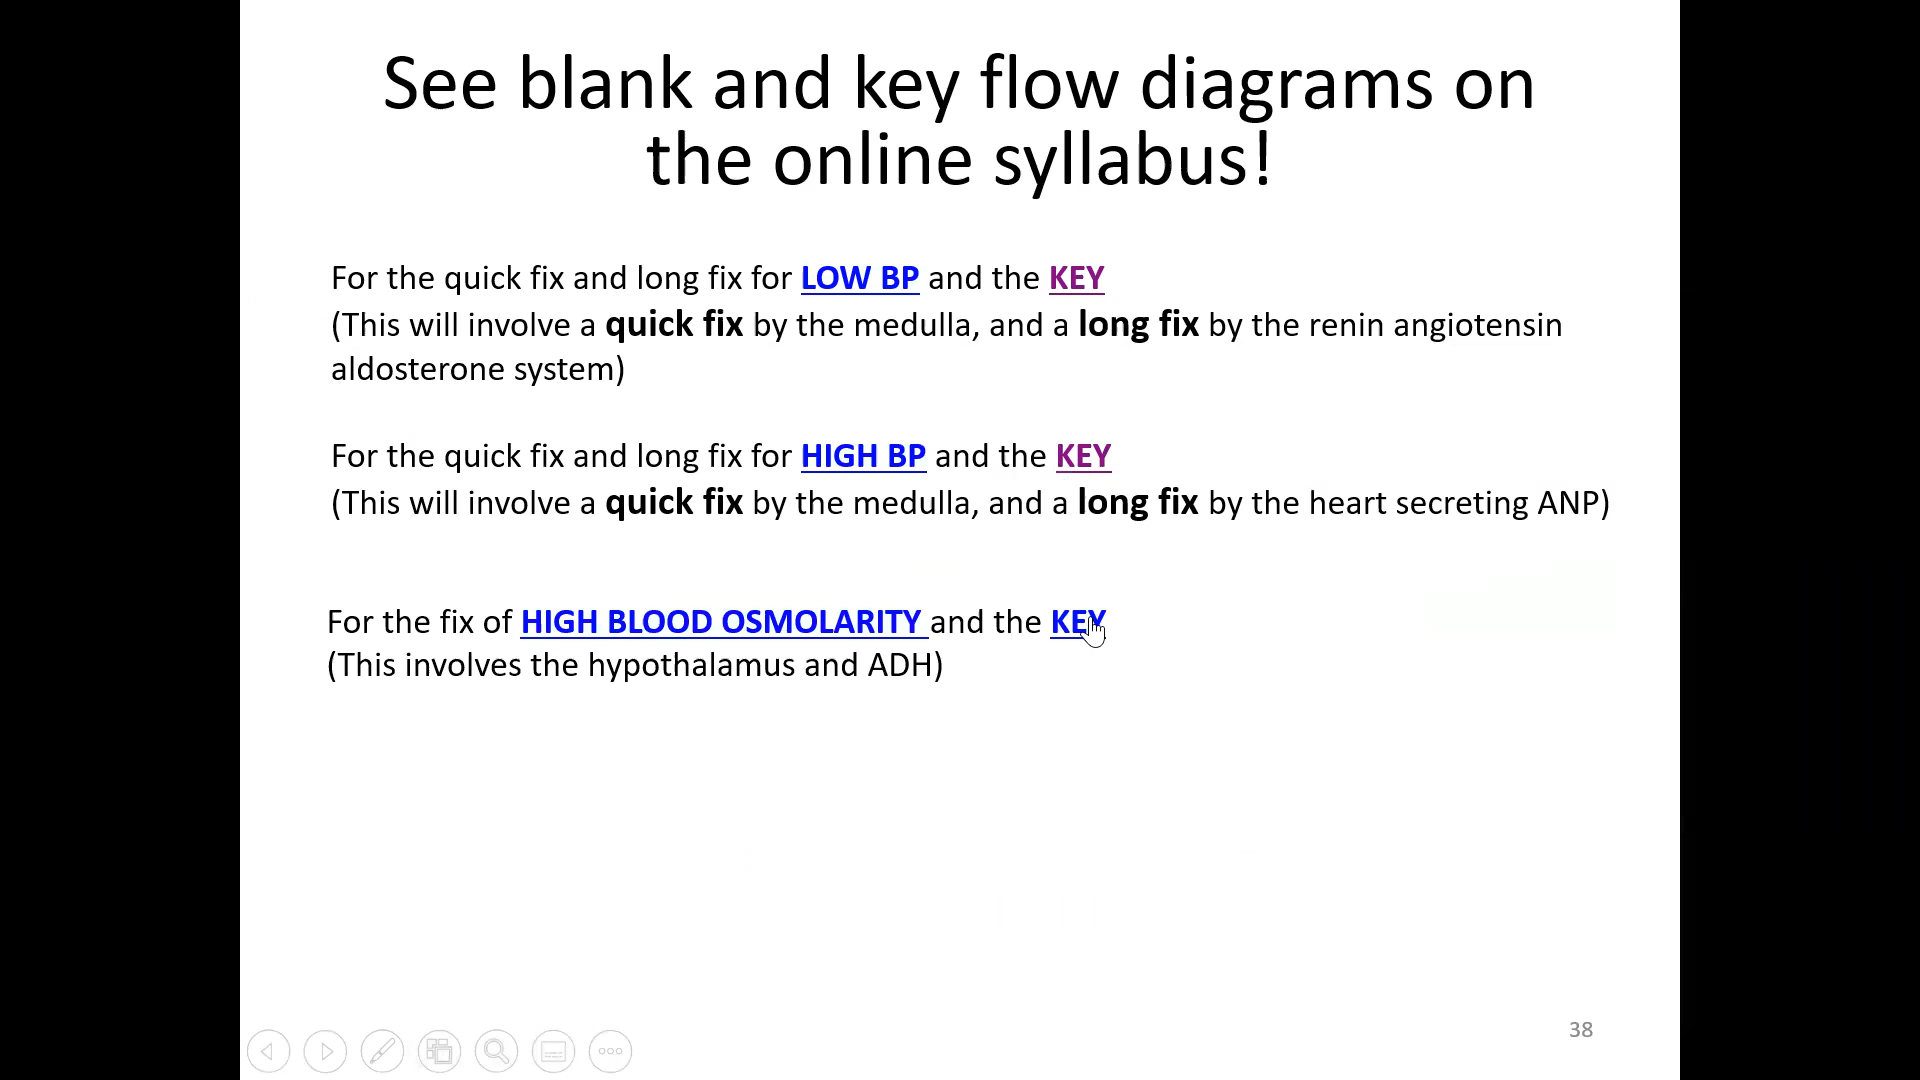 See blank and key flow diagrams on
the online syllabus!
For the quick fix and long fix for LOW BP and the KEY
(This will involve a quick fix by the medulla, and a long fix by the renin angiotensin
aldosterone system)
For the quick fix and long fix for HIGH BP and the KEY
(This will involve a quick fix by the medulla, and a long fix by the heart secreting ANP)
For the fix of HIGH BLOOD OSMOLARITY and the KEY
(This involves the hypothalamus and ADH)
38